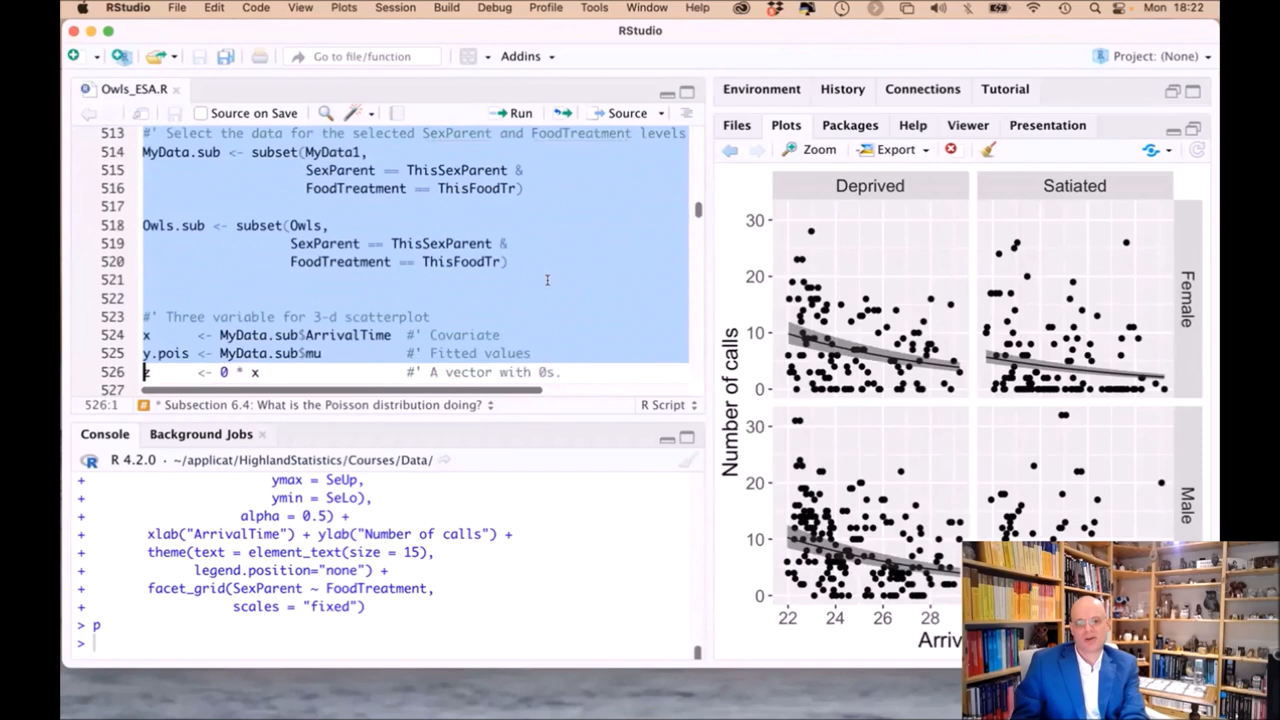 RStudio File Edit Code View Plots Session Build Debug Profile Tools Window Help Mon 18:22
RStudio
Go to file/function Addins Project: (None)
Owls_ESA.R
Source on Save Run Source
513 #' Select the data for the selected SexParent and FoodTreatment levels
514 MyData.sub <- subset(MyData1,
515 SexParent == ThisSexParent &
516 FoodTreatment == ThisFoodTr)
517
518 Owls.sub <- subset(Owls,
519 SexParent == ThisSexParent &
520 FoodTreatment == ThisFoodTr)
521
522
523 #' Three variable for 3-d scatterplot
524 x <- MyData.sub$ArrivalTime #' Covariate
525 y.pois <- MyData.sub$mu #' Fitted values
526 z <- 0 * x #' A vector with 0s.
527
526:1 # * Subsection 6.4: What is the Poisson distribution doing? R Script
Console Background Jobs
R 4.2.0 · ~/applicat/HighlandStatistics/Courses/Data/
+ ymax = SeUp,
+ ymin = SeLo),
+ alpha = 0.5) +
+ xlab("ArrivalTime") + ylab("Number of calls") +
+ theme(text = element_text(size = 15),
+ legend.position="none") +
+ facet_grid(SexParent ~ FoodTreatment,
+ scales = "fixed")
> p
>
Environment History Connections Tutorial
Files Plots Packages Help Viewer Presentation
Zoom Export
Deprived Satiated
30
20
10
0
Female
30
20
10
0
Male
Number of calls
22 24 26 28
Arriv